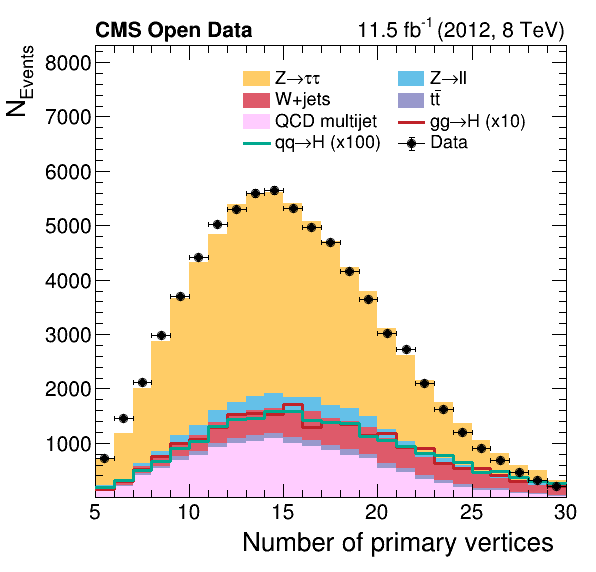 CMS Open Data 11.5 fb⁻¹ (2012, 8 TeV)
N_Events
8000
7000
6000
5000
4000
3000
2000
1000
Z→ττ Z→ll
W+jets tt̄
QCD multijet gg→H (x10)
qq→H (x100) Data
5 10 15 20 25 30
Number of primary vertices